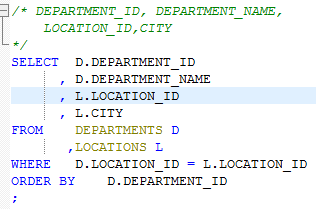 /* DEPARTMENT_ID, DEPARTMENT_NAME,
LOCATION_ID,CITY
*/
SELECT D.DEPARTMENT_ID
, D.DEPARTMENT_NAME
, L.LOCATION_ID
, L.CITY
FROM DEPARTMENTS D
,LOCATIONS L
WHERE D.LOCATION_ID = L.LOCATION_ID
ORDER BY D.DEPARTMENT_ID
;